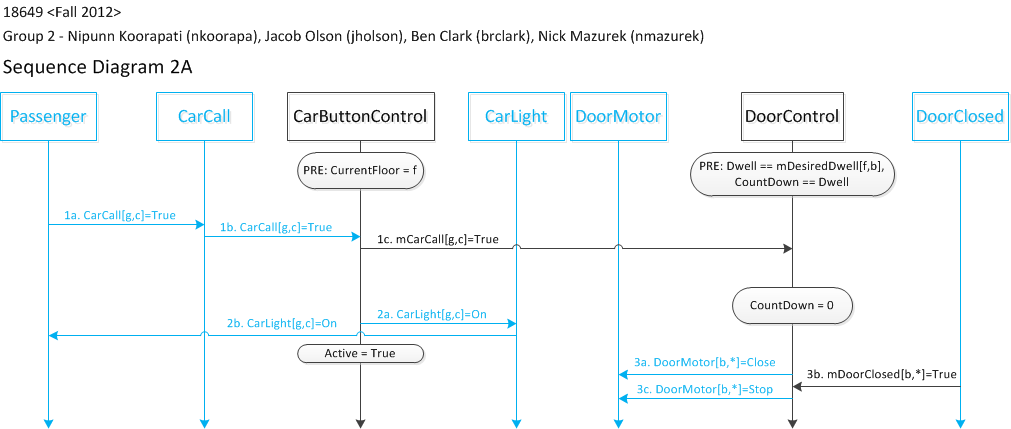 18649 <Fall 2012>
Group 2 - Nipunn Koorapati (nkoorapa), Jacob Olson (jholson), Ben Clark (brclark), Nick Mazurek (nmazurek)
Sequence Diagram 2A
Passenger
CarCall
CarButtonControl
CarLight
DoorMotor
DoorControl
DoorClosed
PRE: CurrentFloor = f
PRE: Dwell == mDesiredDwell[f,b],
CountDown == Dwell
1a. CarCall[g,c]=True
1b. CarCall[g,c]=True
1c. mCarCall[g,c]=True
CountDown = 0
2a. CarLight[g,c]=On
2b. CarLight[g,c]=On
Active = True
3a. DoorMotor[b,*]=Close
3b. mDoorClosed[b,*]=True
3c. DoorMotor[b,*]=Stop